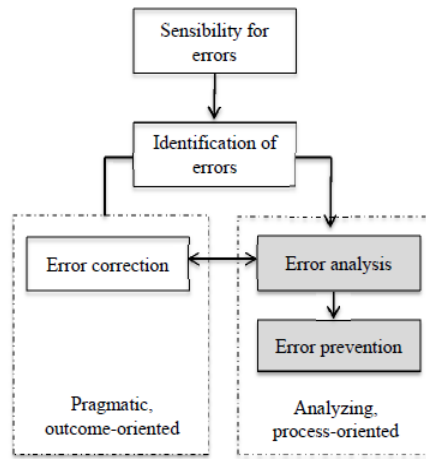 Sensibility for
errors
Identification of
errors
Error correction
Error analysis
Error prevention
Pragmatic,
outcome-oriented
Analyzing,
process-oriented